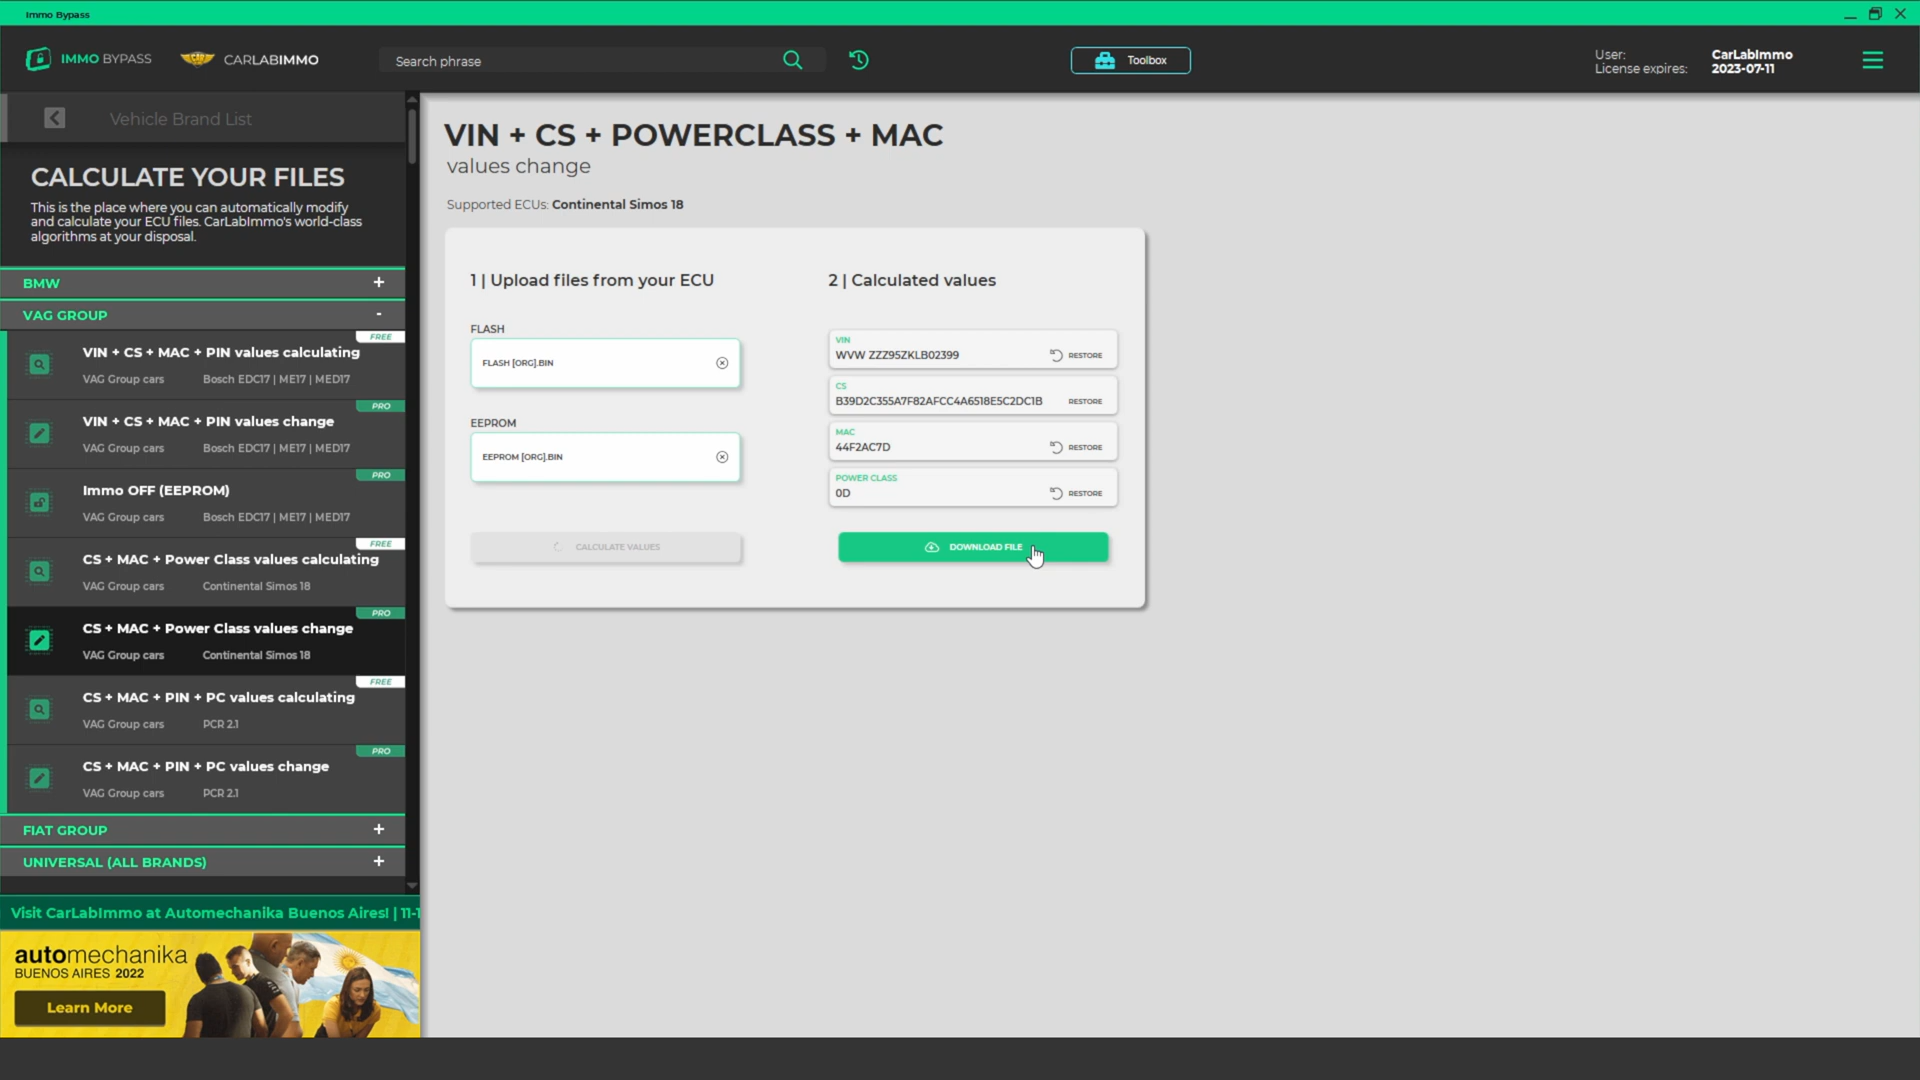 Immo Bypass
IMMO BYPASS
CARLABIMMO
Search phrase
Toolbox
User: CarLabImmo
License expires: 2023-07-11
Vehicle Brand List
CALCULATE YOUR FILES
This is the place where you can automatically modify
and calculate your ECU files. CarLabImmo's world-class
algorithms at your disposal.
BMW +
VAG GROUP -
FREE
VIN + CS + MAC + PIN values calculating
VAG Group cars Bosch EDC17 | ME17 | MED17
PRO
VIN + CS + MAC + PIN values change
VAG Group cars Bosch EDC17 | ME17 | MED17
PRO
Immo OFF (EEPROM)
VAG Group cars Bosch EDC17 | ME17 | MED17
FREE
CS + MAC + Power Class values calculating
VAG Group cars Continental Simos 18
PRO
CS + MAC + Power Class values change
VAG Group cars Continental Simos 18
FREE
CS + MAC + PIN + PC values calculating
VAG Group cars PCR 2.1
PRO
CS + MAC + PIN + PC values change
VAG Group cars PCR 2.1
FIAT GROUP +
UNIVERSAL (ALL BRANDS) +
Visit CarLabImmo at Automechanika Buenos Aires! | 11-1
automechanika
BUENOS AIRES 2022
Learn More
VIN + CS + POWERCLASS + MAC
values change
Supported ECUs: Continental Simos 18
1 | Upload files from your ECU
FLASH
FLASH [ORG].BIN
EEPROM
EEPROM [ORG].BIN
CALCULATE VALUES
2 | Calculated values
VIN
WVW ZZZ95ZKLB02399 RESTORE
CS
B39D2C355A7F82AFCC4A6518E5C2DC1B RESTORE
MAC
44F2AC7D RESTORE
POWER CLASS
0D RESTORE
DOWNLOAD FILE